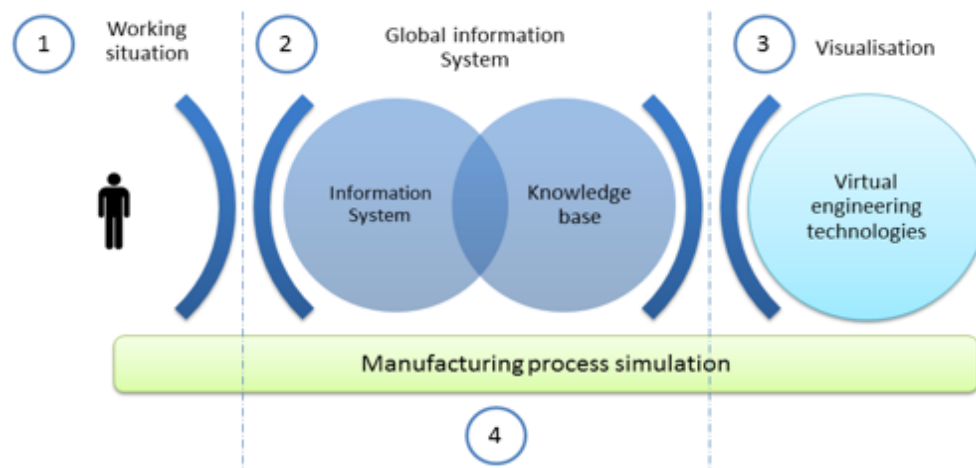 1
Working
situation
2
Global information
System
3
Visualisation
Information
System
Knowledge
base
Virtual
engineering
technologies
Manufacturing process simulation
4